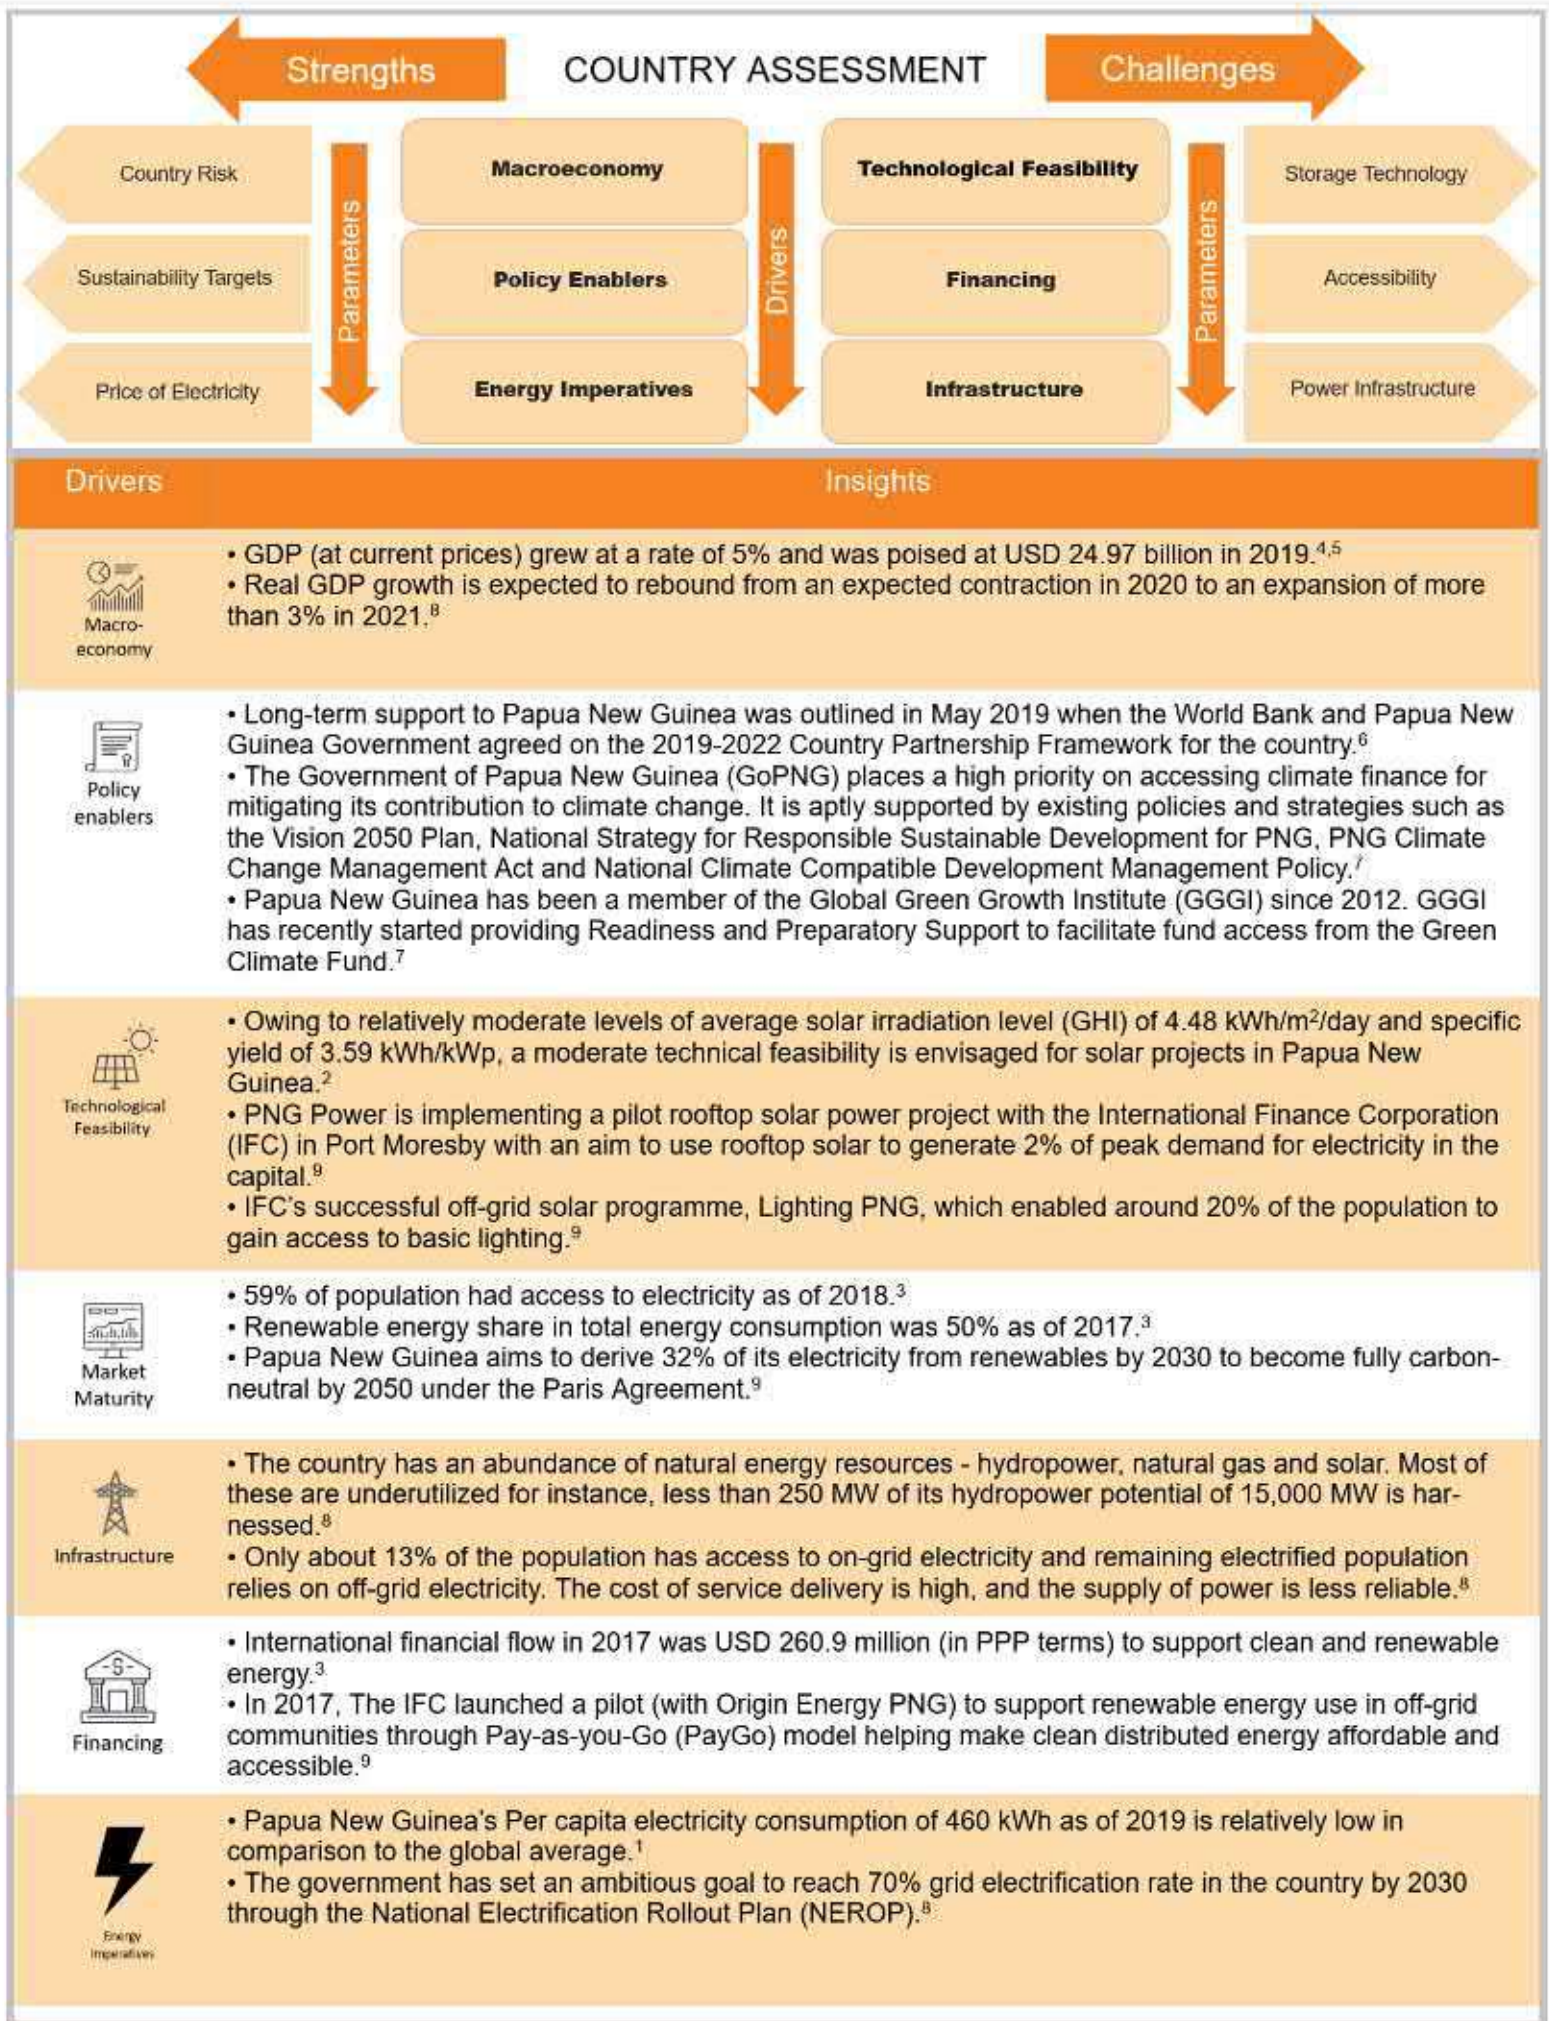 Strengths
COUNTRY ASSESSMENT
Challenges
Country Risk
Sustainability Targets
Price of Electricity
Parameters
Macroeconomy
Policy Enablers
Energy Imperatives
Drivers
Technological Feasibility
Financing
Infrastructure
Parameters
Storage Technology
Accessibility
Power Infrastructure
Drivers
Insights
Macro-
economy
• GDP (at current prices) grew at a rate of 5% and was poised at USD 24.97 billion in 2019.4,5
• Real GDP growth is expected to rebound from an expected contraction in 2020 to an expansion of more
than 3% in 2021.8
Policy
enablers
• Long-term support to Papua New Guinea was outlined in May 2019 when the World Bank and Papua New
Guinea Government agreed on the 2019-2022 Country Partnership Framework for the country.6
• The Government of Papua New Guinea (GoPNG) places a high priority on accessing climate finance for
mitigating its contribution to climate change. It is aptly supported by existing policies and strategies such as
the Vision 2050 Plan, National Strategy for Responsible Sustainable Development for PNG, PNG Climate
Change Management Act and National Climate Compatible Development Management Policy.7
• Papua New Guinea has been a member of the Global Green Growth Institute (GGGI) since 2012. GGGI
has recently started providing Readiness and Preparatory Support to facilitate fund access from the Green
Climate Fund.7
Technological
Feasibility
• Owing to relatively moderate levels of average solar irradiation level (GHI) of 4.48 kWh/m2/day and specific
yield of 3.59 kWh/kWp, a moderate technical feasibility is envisaged for solar projects in Papua New
Guinea.2
• PNG Power is implementing a pilot rooftop solar power project with the International Finance Corporation
(IFC) in Port Moresby with an aim to use rooftop solar to generate 2% of peak demand for electricity in the
capital.9
• IFC's successful off-grid solar programme, Lighting PNG, which enabled around 20% of the population to
gain access to basic lighting.9
Market
Maturity
• 59% of population had access to electricity as of 2018.3
• Renewable energy share in total energy consumption was 50% as of 2017.3
• Papua New Guinea aims to derive 32% of its electricity from renewables by 2030 to become fully carbon-
neutral by 2050 under the Paris Agreement.9
Infrastructure
• The country has an abundance of natural energy resources - hydropower, natural gas and solar. Most of
these are underutilized for instance, less than 250 MW of its hydropower potential of 15,000 MW is har-
nessed.8
• Only about 13% of the population has access to on-grid electricity and remaining electrified population
relies on off-grid electricity. The cost of service delivery is high, and the supply of power is less reliable.8
-$-
Financing
• International financial flow in 2017 was USD 260.9 million (in PPP terms) to support clean and renewable
energy.3
• In 2017, The IFC launched a pilot (with Origin Energy PNG) to support renewable energy use in off-grid
communities through Pay-as-you-Go (PayGo) model helping make clean distributed energy affordable and
accessible.9
Energy
Imperatives
• Papua New Guinea's Per capita electricity consumption of 460 kWh as of 2019 is relatively low in
comparison to the global average.1
• The government has set an ambitious goal to reach 70% grid electrification rate in the country by 2030
through the National Electrification Rollout Plan (NEROP).8